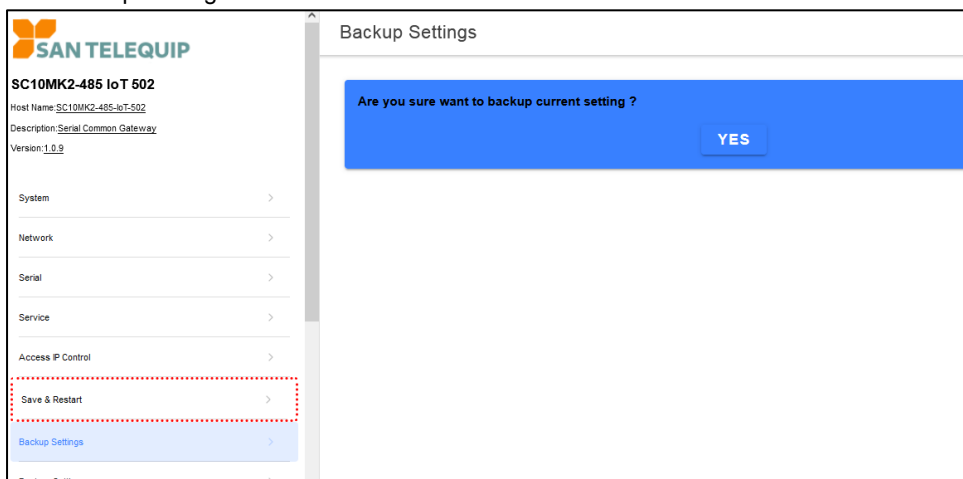 SAN TELEQUIP
SC10MK2-485 IoT 502
Host Name:SC10MK2-485-IoT-502
Description:Serial Common Gateway
Version:1.0.9
System
Network
Serial
Service
Access IP Control
Save & Restart
Backup Settings
Backup Settings
Are you sure want to backup current setting ?
YES